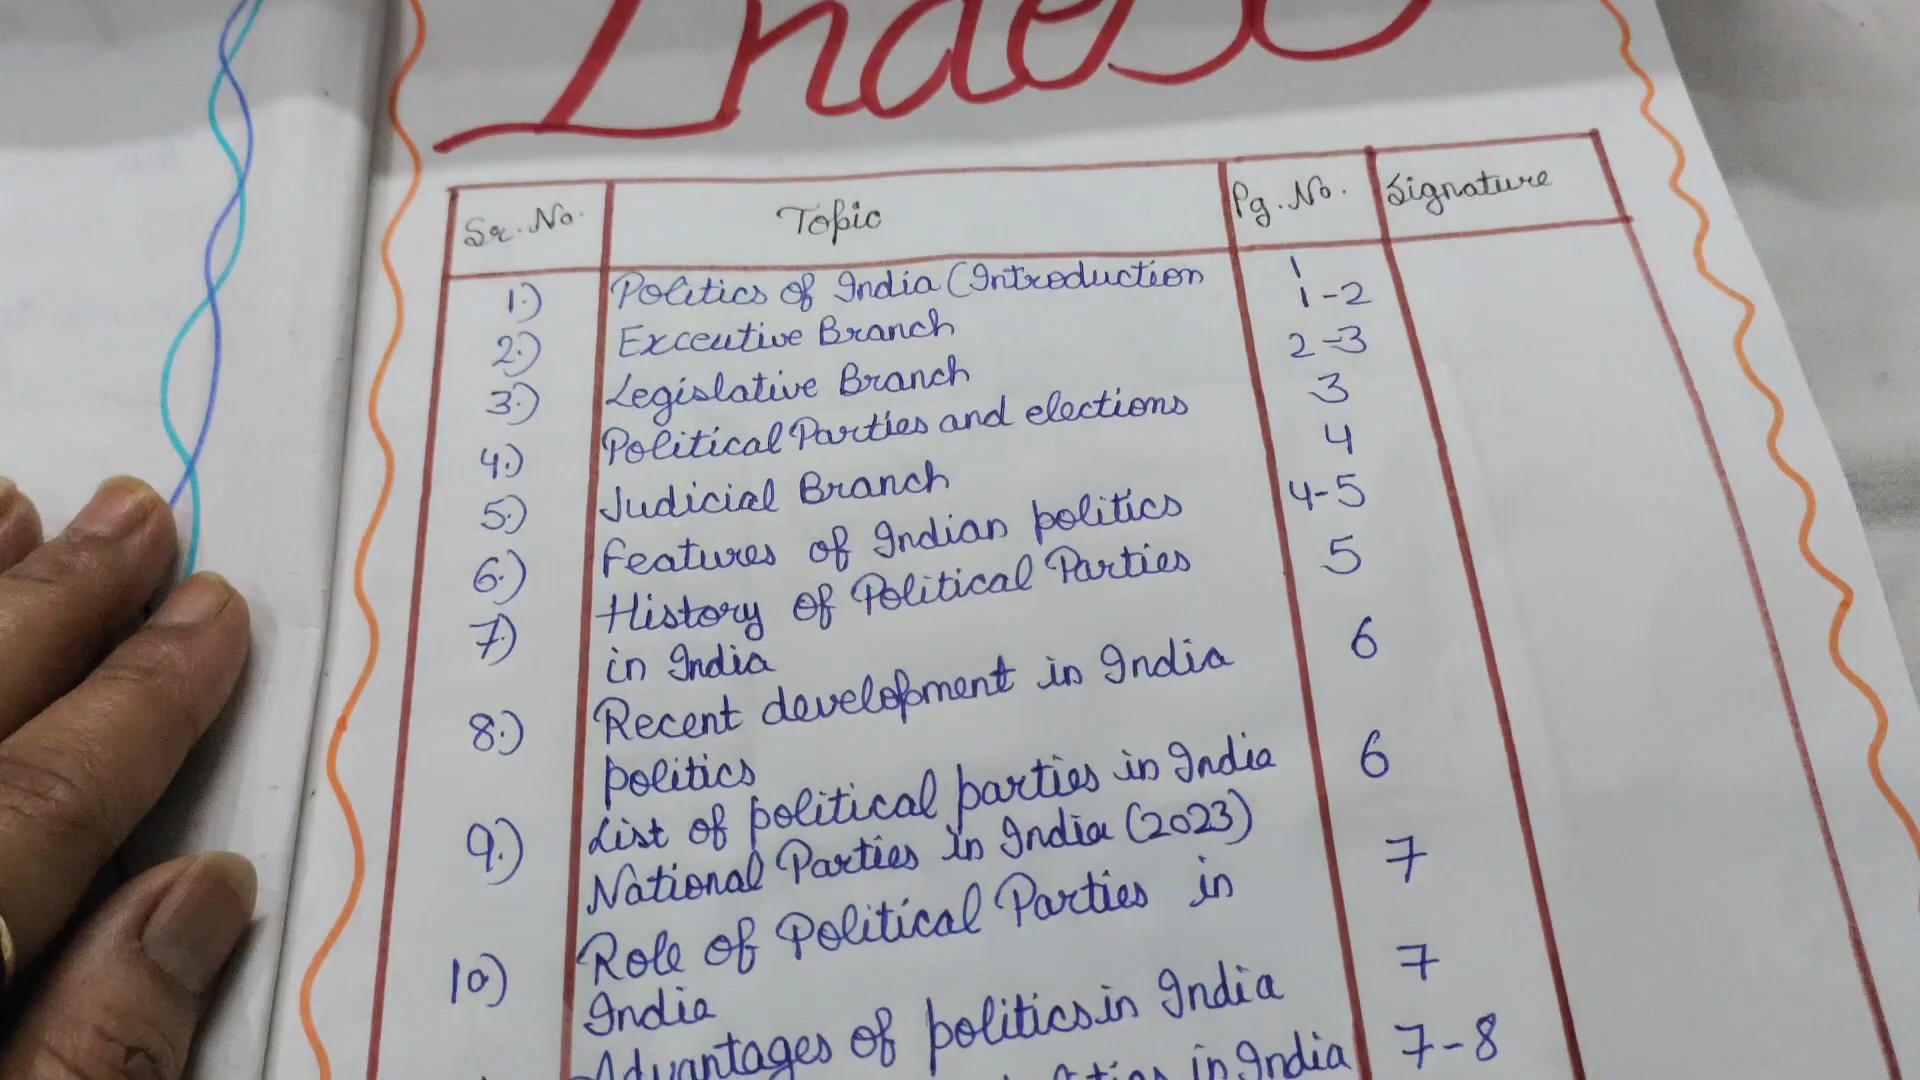 Index
Sr. No. Topic Pg. No. Signature
1.) Politics of India (Introduction 1
1-2
2.) Excecutive Branch 2-3
3.) Legislative Branch 3
4.) Political Parties and elections 4
5.) Judicial Branch 4-5
6.) Features of Indian politics 5
7.) History of Political Parties
in India 6
8.) Recent development in India
politics 6
9.) List of political parties in India
National Parties in India (2023) 7
10.) Role of Political Parties in
India 7
Advantages of politics in India 7-8
in India